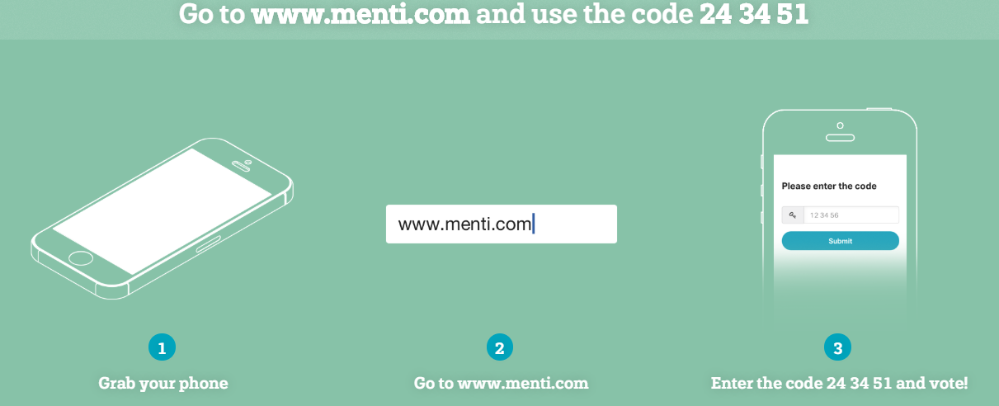 Go to www.menti.com and use the code 24 34 51
www.menti.com
Please enter the code
12 34 56
Submit
1
2
3
Grab your phone
Go to www.menti.com
Enter the code 24 34 51 and vote!